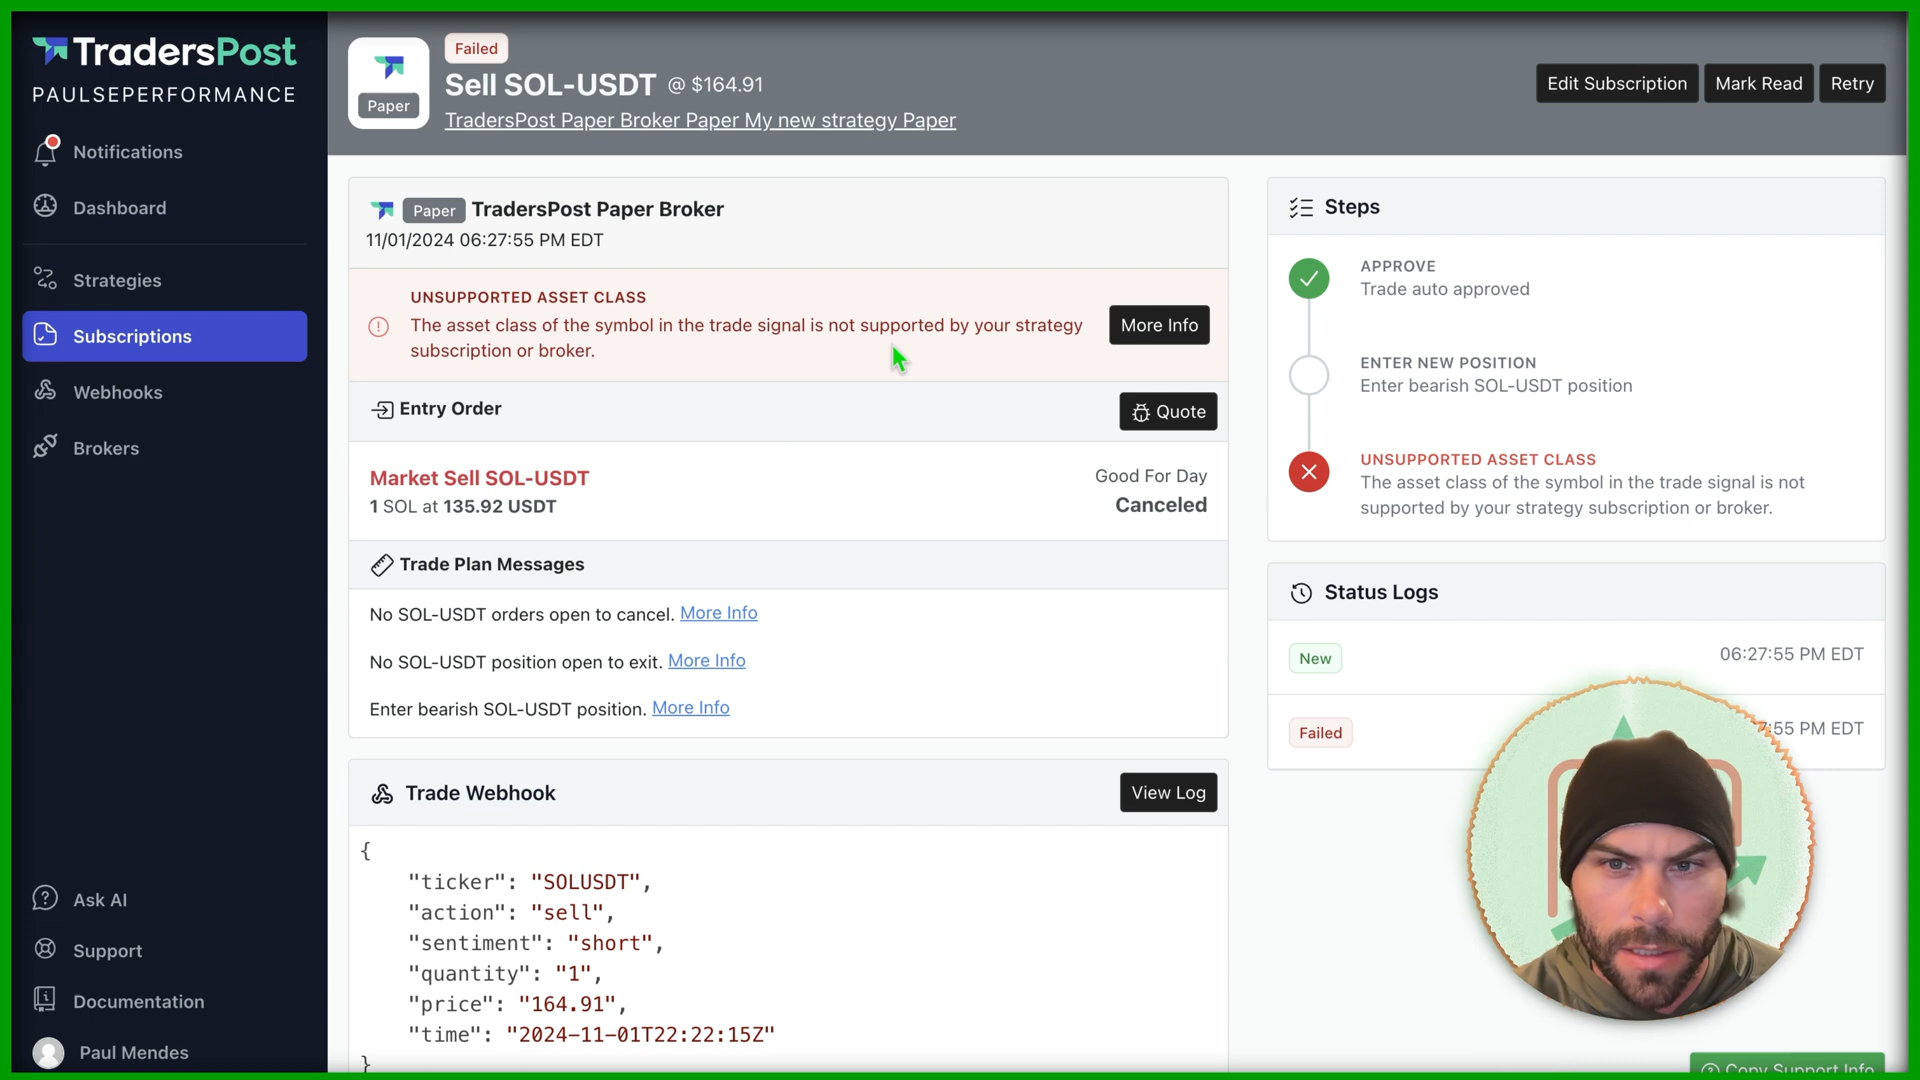 TradersPost
PAULSEPERFORMANCE
Notifications
Dashboard
Strategies
Subscriptions
Webhooks
Brokers
Ask AI
Support
Documentation
Paul Mendes
Paper
Failed
Sell SOL-USDT @ $164.91
TradersPost Paper Broker Paper My new strategy Paper
Edit Subscription
Mark Read
Retry
Paper TradersPost Paper Broker
11/01/2024 06:27:55 PM EDT
UNSUPPORTED ASSET CLASS
The asset class of the symbol in the trade signal is not supported by your strategy
subscription or broker.
More Info
Entry Order
Quote
Market Sell SOL-USDT
1 SOL at 135.92 USDT
Good For Day
Canceled
Trade Plan Messages
No SOL-USDT orders open to cancel. More Info
No SOL-USDT position open to exit. More Info
Enter bearish SOL-USDT position. More Info
Trade Webhook
View Log
{
"ticker": "SOLUSDT",
"action": "sell",
"sentiment": "short",
"quantity": "1",
"price": "164.91",
"time": "2024-11-01T22:22:15Z"
}
Steps
APPROVE
Trade auto approved
ENTER NEW POSITION
Enter bearish SOL-USDT position
UNSUPPORTED ASSET CLASS
The asset class of the symbol in the trade signal is not
supported by your strategy subscription or broker.
Status Logs
New
06:27:55 PM EDT
Failed
7:55 PM EDT
Copy Support Info